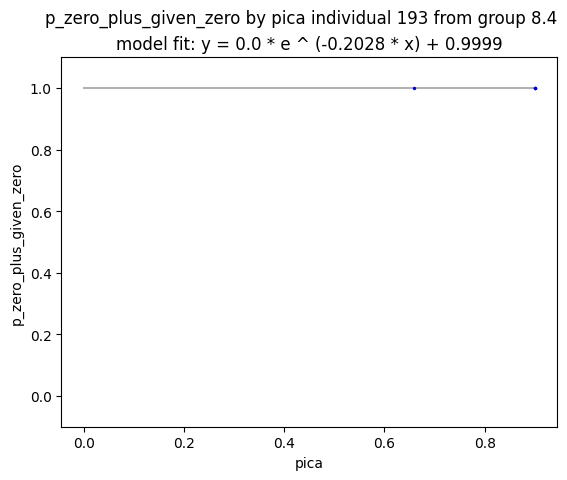 p_zero_plus_given_zero by pica individual 193 from group 8.4
model fit: y = 0.0 * e ^ (-0.2028 * x) + 0.9999
1.0
0.8
0.6
0.4
0.2
0.0
p_zero_plus_given_zero
0.0 0.2 0.4 0.6 0.8
pica